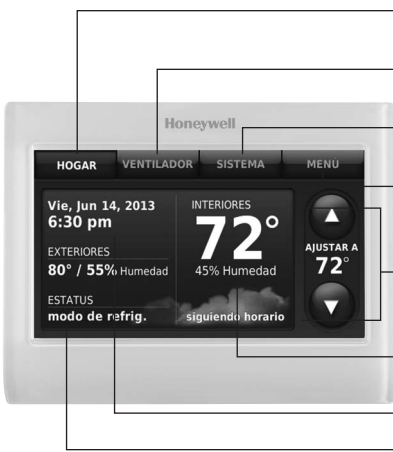 Honeywell
HOGAR VENTILADOR SISTEMA MENÚ
Vie, Jun 14, 2013
6:30 pm
EXTERIORES
80° / 55% Humedad
ESTATUS
modo de refrig.
INTERIORES
72°
45% Humedad
siguiendo horario
AJUSTAR A
72°